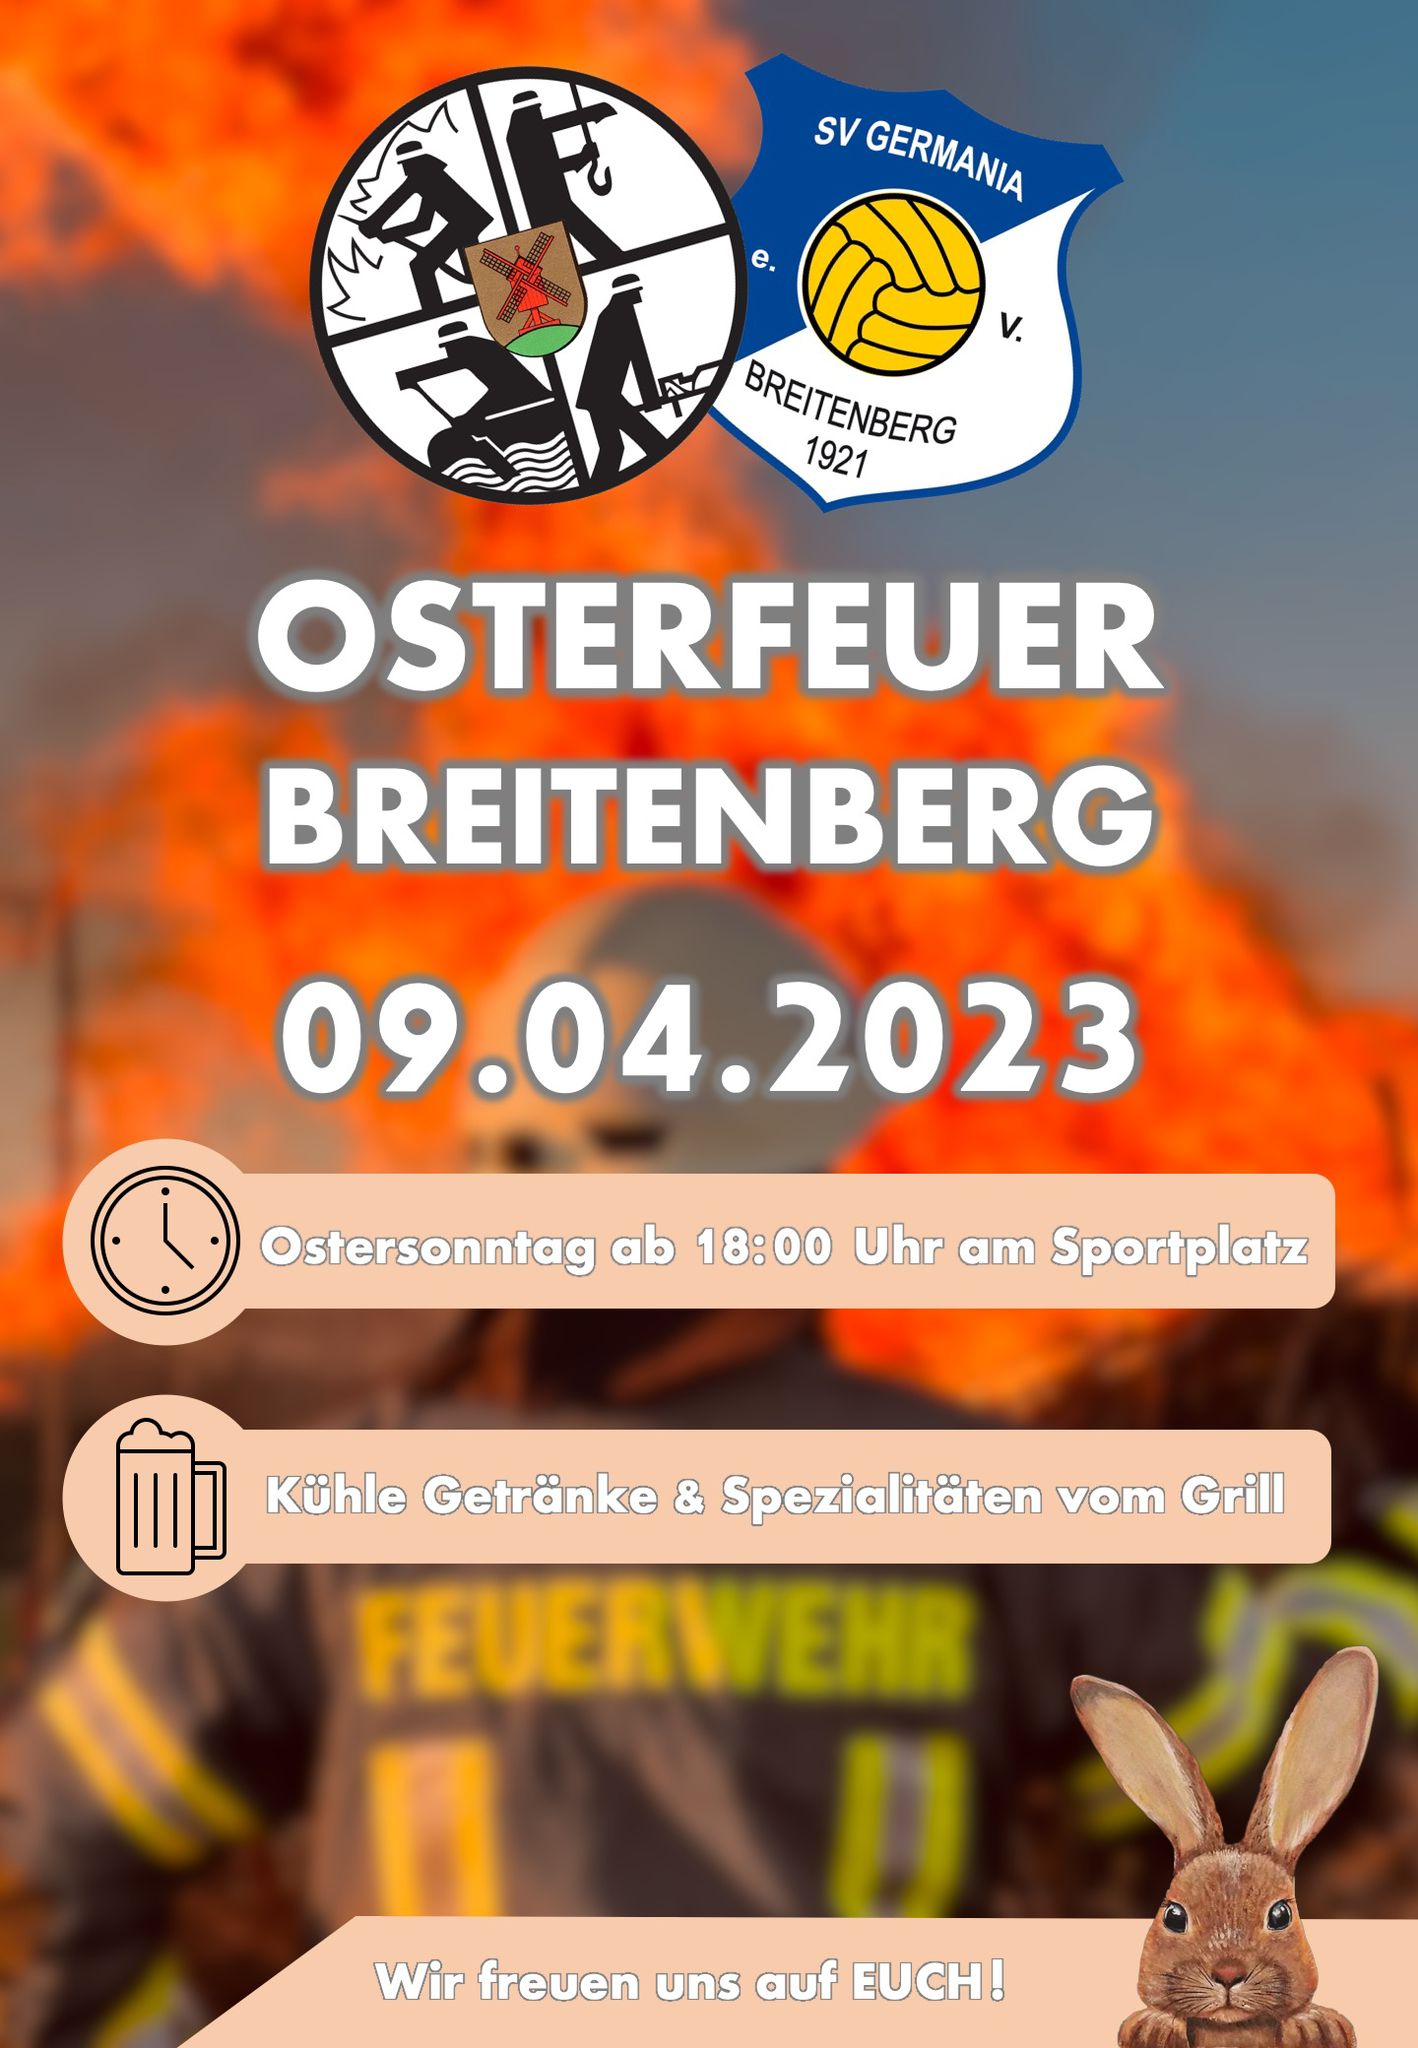 SV GERMANIA
e.
V.
BREITENBERG
1921
OSTERFEUER
BREITENBERG
09.04.2023
Ostersonntag ab 18:00 Uhr am Sportplatz
Kühle Getränke & Spezialitäten vom Grill
FEUERWEHR
Wir freuen uns auf EUCH!